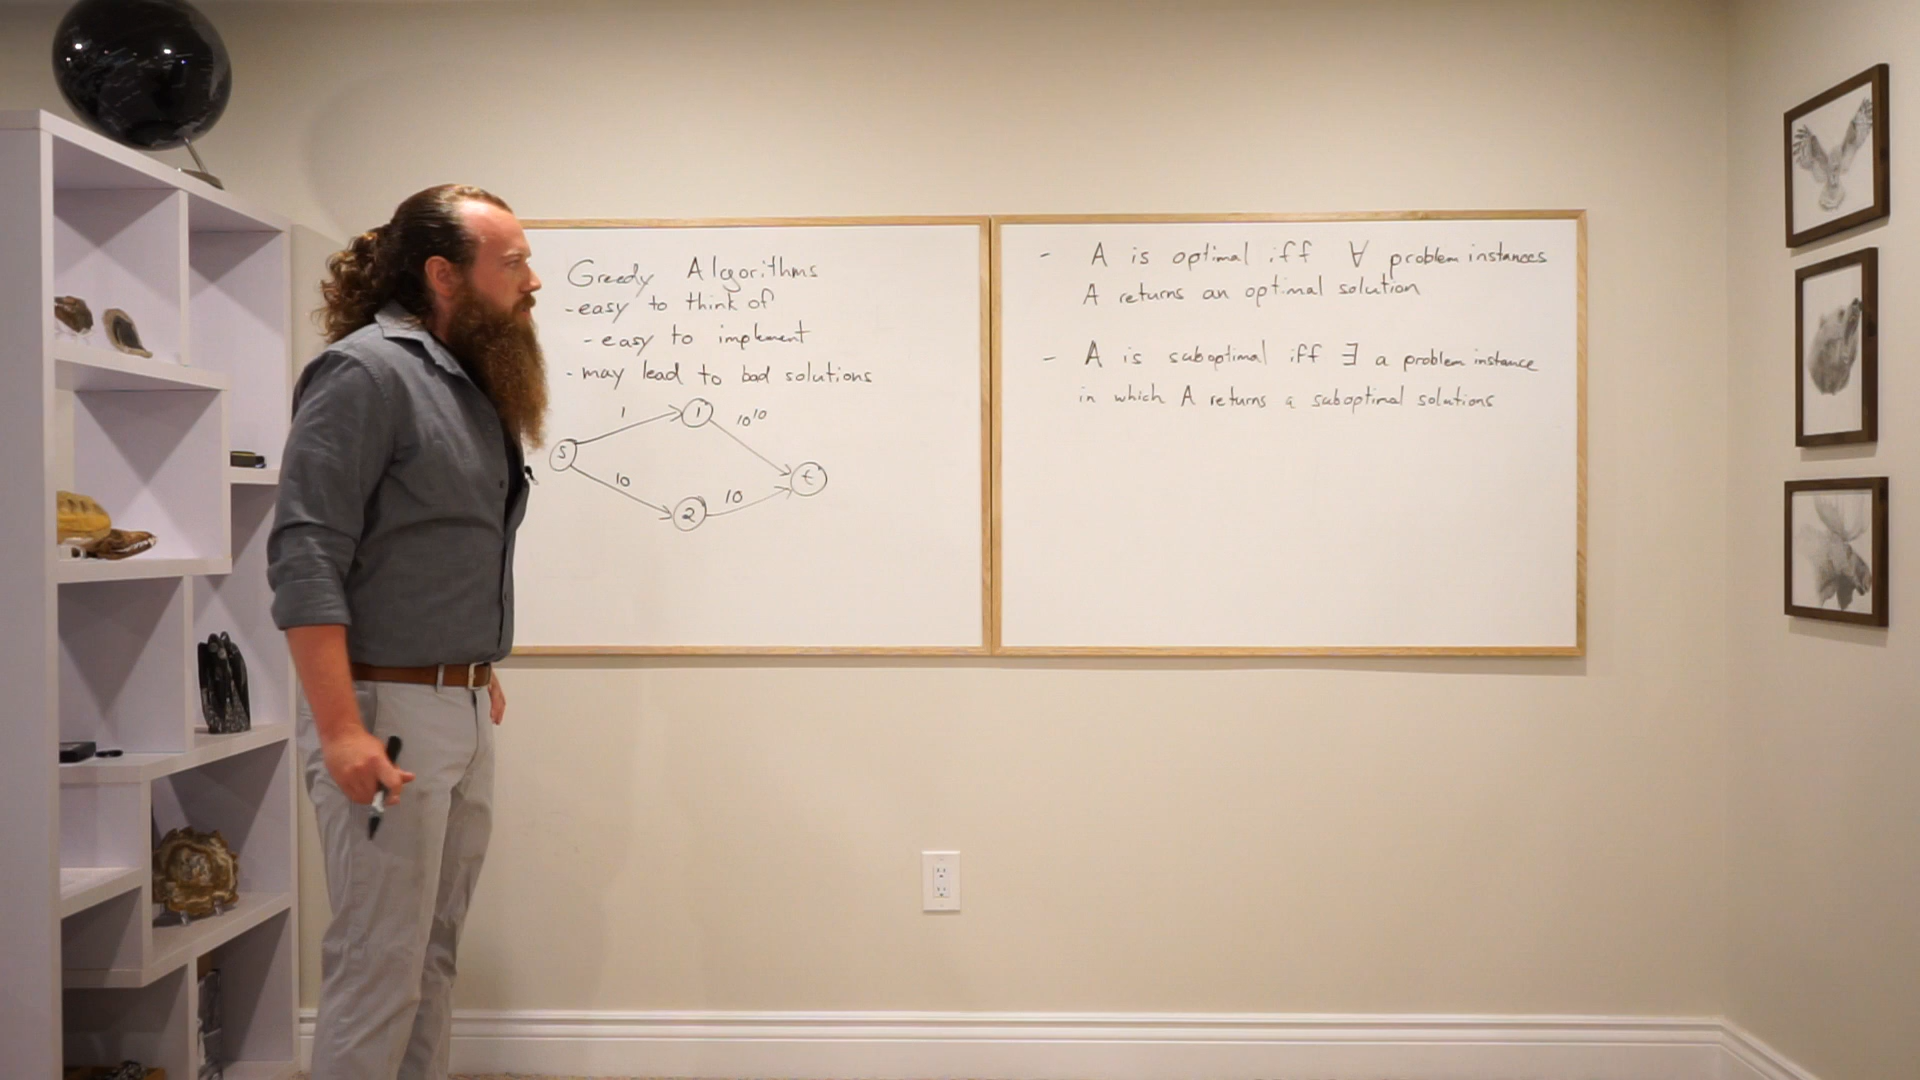 Greedy Algorithms
-easy to think of
-easy to implement
-may lead to bad solutions
1
1
10¹⁰
S
10
2
10
t
- A is optimal iff ∀ problem instances
A returns an optimal solution
- A is suboptimal iff ∃ a problem instance
in which A returns a suboptimal solutions